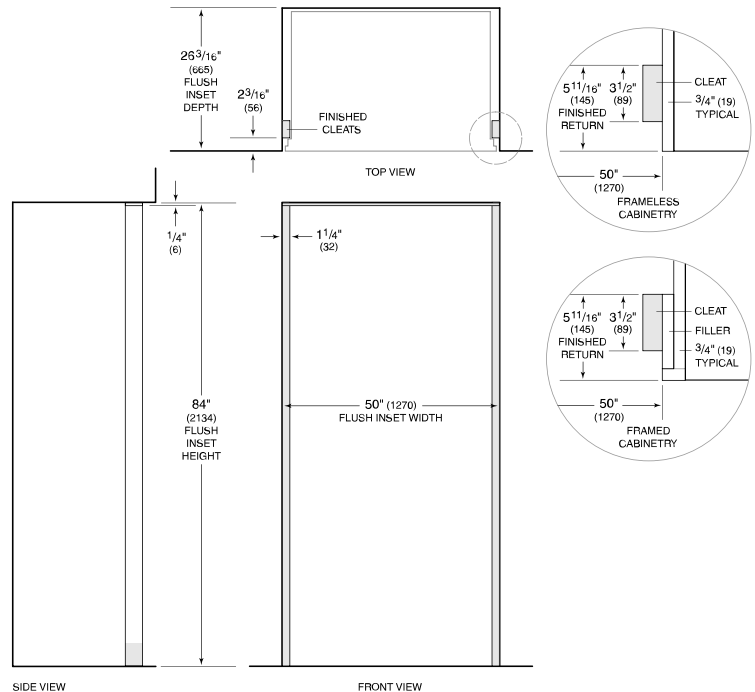 26 3/16"
(665)
FLUSH
INSET
DEPTH
2 3/16"
(56)
FINISHED
CLEATS
TOP VIEW
5 11/16"
(145)
FINISHED
RETURN
3 1/2"
(89)
CLEAT
3/4" (19)
TYPICAL
50"
(1270)
FRAMELESS
CABINETRY
1/4"
(6)
84"
(2134)
FLUSH
INSET
HEIGHT
1 1/4"
(32)
50" (1270)
FLUSH INSET WIDTH
5 11/16"
(145)
FINISHED
RETURN
3 1/2"
(89)
CLEAT
FILLER
3/4" (19)
TYPICAL
50"
(1270)
FRAMED
CABINETRY
SIDE VIEW
FRONT VIEW